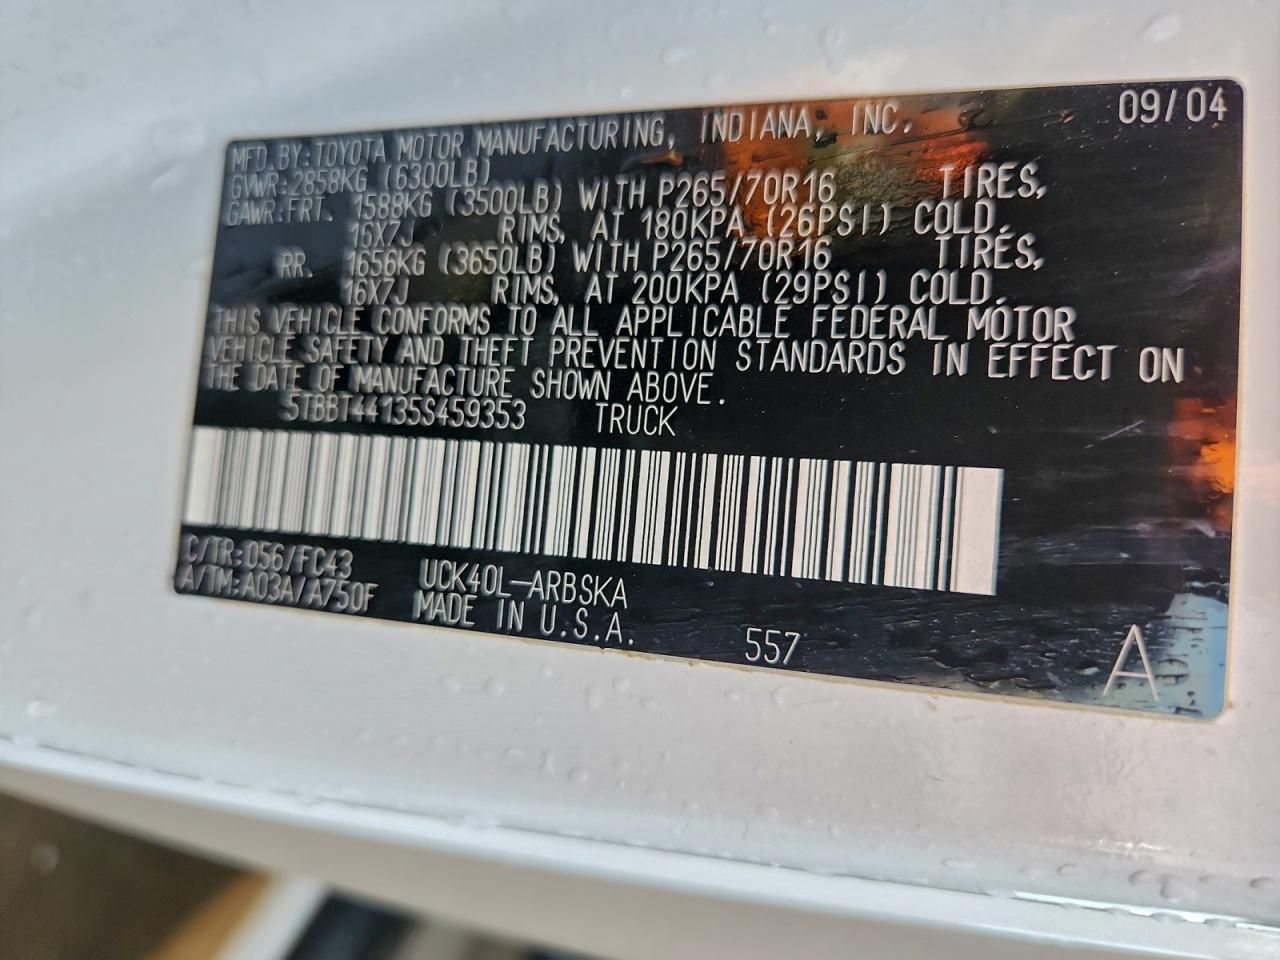 09/04
MFD.BY:TOYOTA MOTOR MANUFACTURING, INDIANA, INC.
GVWR:2858KG (6300LB)
GAWR:FRT. 1588KG (3500LB) WITH P265/70R16 TIRES,
16X7J RIMS, AT 180KPA (26PSI) COLD.
RR. 1656KG (3650LB) WITH P265/70R16 TIRES,
16X7J RIMS, AT 200KPA (29PSI) COLD.
THIS VEHICLE CONFORMS TO ALL APPLICABLE FEDERAL MOTOR
VEHICLE SAFETY AND THEFT PREVENTION STANDARDS IN EFFECT ON
THE DATE OF MANUFACTURE SHOWN ABOVE.
5TBBT44135S459353 TRUCK
C/TR:056/FC43 UCK40L-ARBSKA
A/TM:A03A/A750F MADE IN U.S.A.
557
A